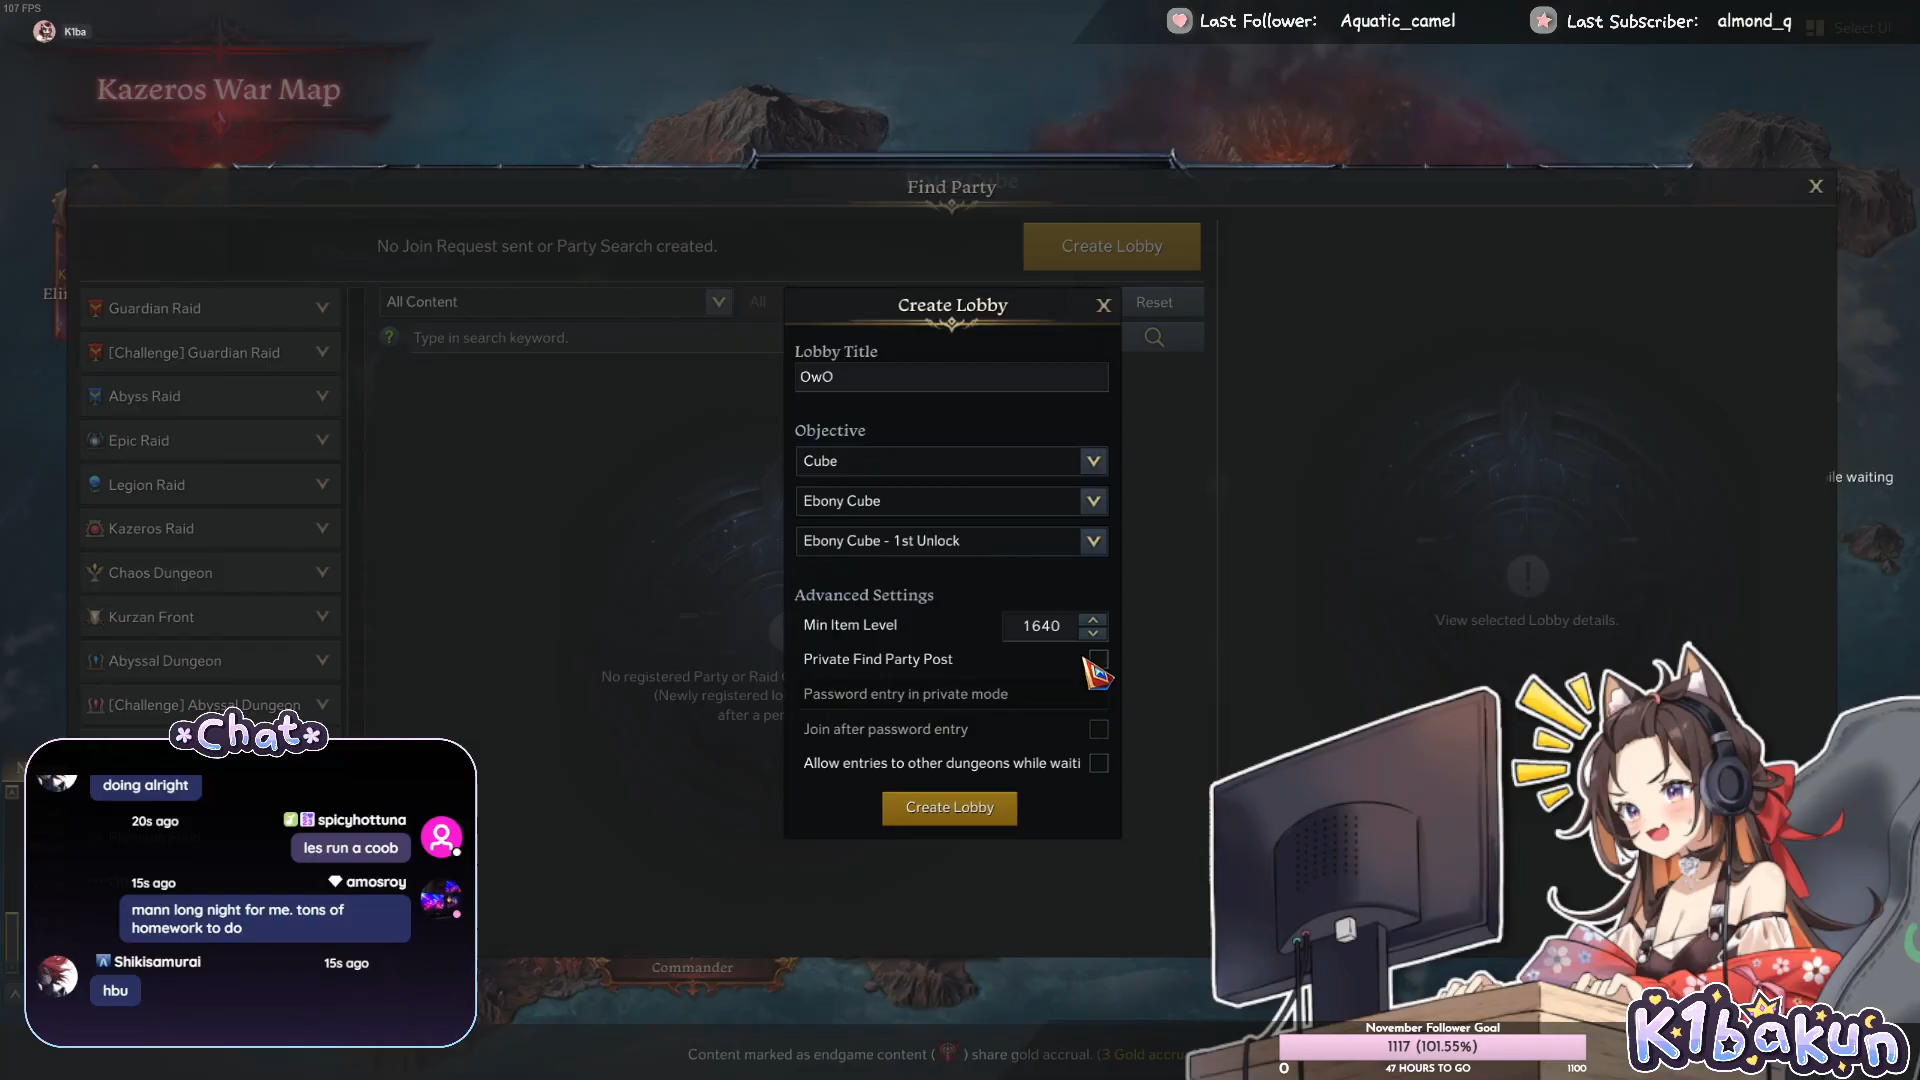 107 FPS
K1ba
Last Follower: Aquatic_camel
Last Subscriber: almond_q
Select UI
Kazeros War Map
Find Party
No Join Request sent or Party Search created.
Create Lobby
Guardian Raid
[Challenge] Guardian Raid
Abyss Raid
Epic Raid
Legion Raid
Kazeros Raid
Chaos Dungeon
Kurzan Front
Abyssal Dungeon
[Challenge] Abyssal Dungeon
All Content
All
Reset
Type in search keyword.
No registered Party or Raid
(Newly registered
after a
Create Lobby
Lobby Title
OwO
Objective
Cube
Ebony Cube
Ebony Cube - 1st Unlock
Advanced Settings
Min Item Level 1640
Private Find Party Post
Password entry in private mode
Join after password entry
Allow entries to other dungeons while waiti
Create Lobby
ile waiting
View selected Lobby details.
*Chat*
doing alright
20s ago spicyhottuna
les run a coob
15s ago amosroy
mann long night for me. tons of
homework to do
Shikisamurai 15s ago
hbu
Commander
Content marked as endgame content ( ) share gold accrual. (3 Gold accru
November Follower Goal
1117 (101.55%)
0 47 HOURS TO GO 1100
K1bakun